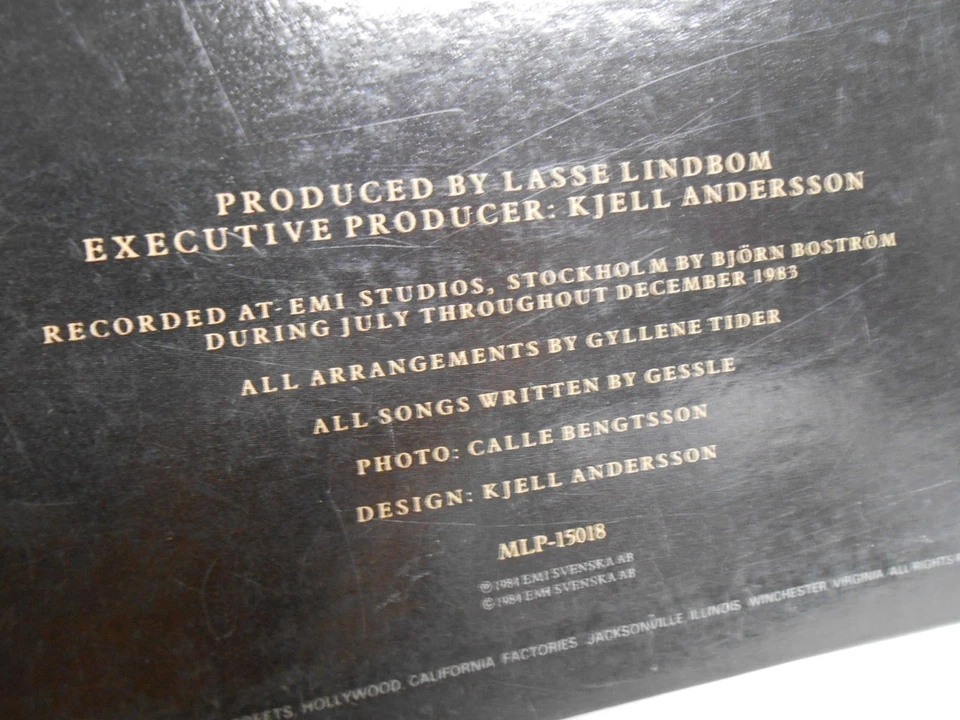 PRODUCED BY LASSE LINDBOM
EXECUTIVE PRODUCER: KJELL ANDERSSON
RECORDED AT EMI STUDIOS, STOCKHOLM BY BJÖRN BOSTRÖM
DURING JULY THROUGHOUT DECEMBER 1983
ALL ARRANGEMENTS BY GYLLENE TIDER
ALL SONGS WRITTEN BY GESSLE
PHOTO: CALLE BENGTSSON
DESIGN: KJELL ANDERSSON
MLP-15018
℗ 1984 EMI SVENSKA AB
© 1984 EMI SVENSKA AB
HOLLYWOOD, CALIFORNIA FACTORIES JACKSONVILLE, ILLINOIS WINCHESTER, VIRGINIA ALL RIGHTS